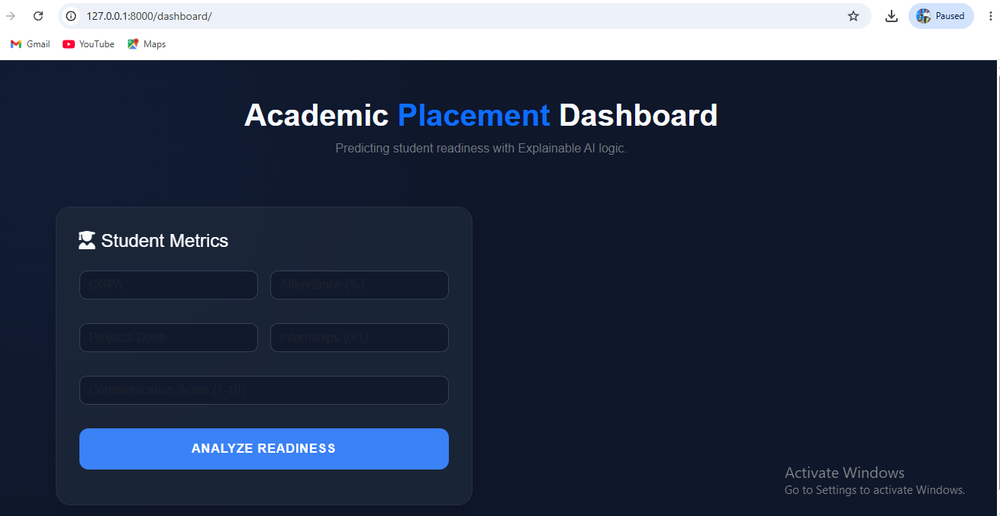 127.0.0.1:8000/dashboard/
Paused
Gmail YouTube Maps
Academic Placement Dashboard
Predicting student readiness with Explainable AI logic.
Student Metrics
CGPA Attendance (%)
Projects Done Internships (0/1)
Communication Score (1-10)
ANALYZE READINESS
Activate Windows
Go to Settings to activate Windows.